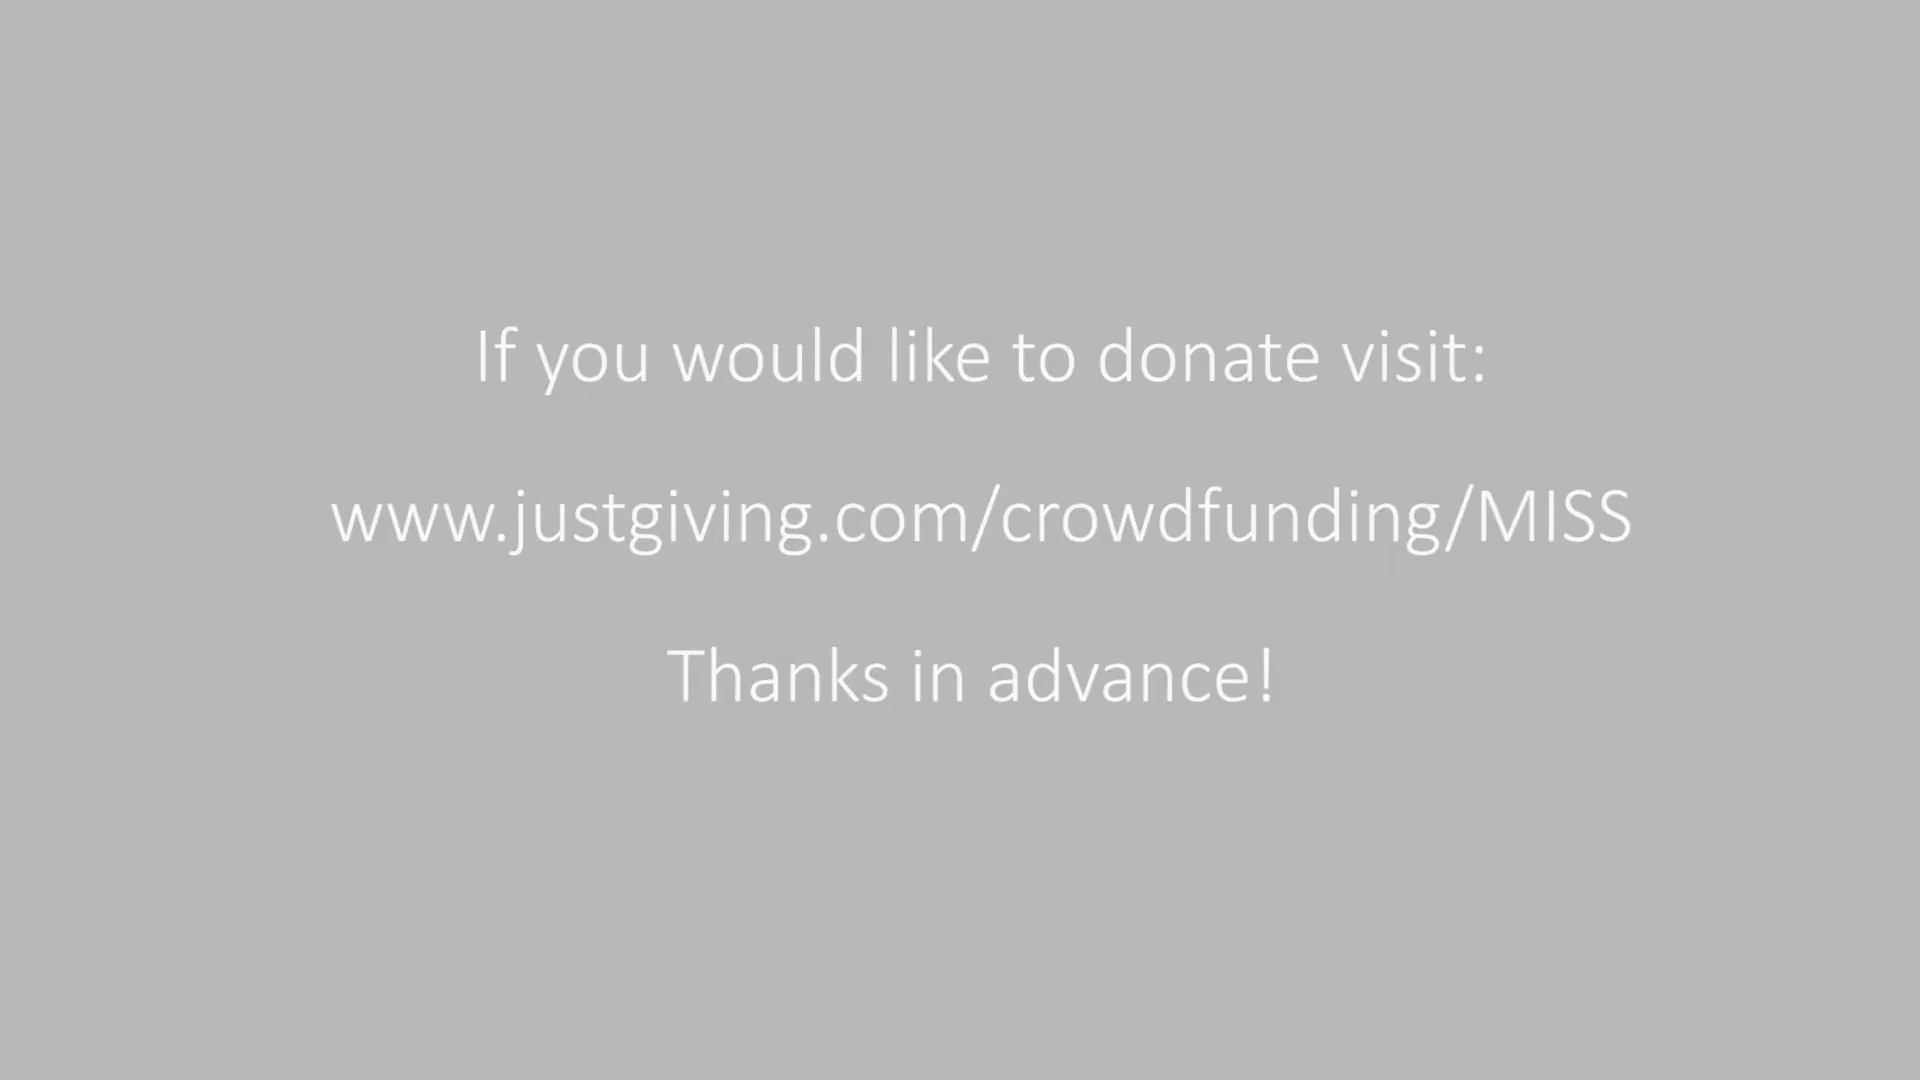 If you would like to donate visit:
www.justgiving.com/crowdfunding/MISS
Thanks in advance!